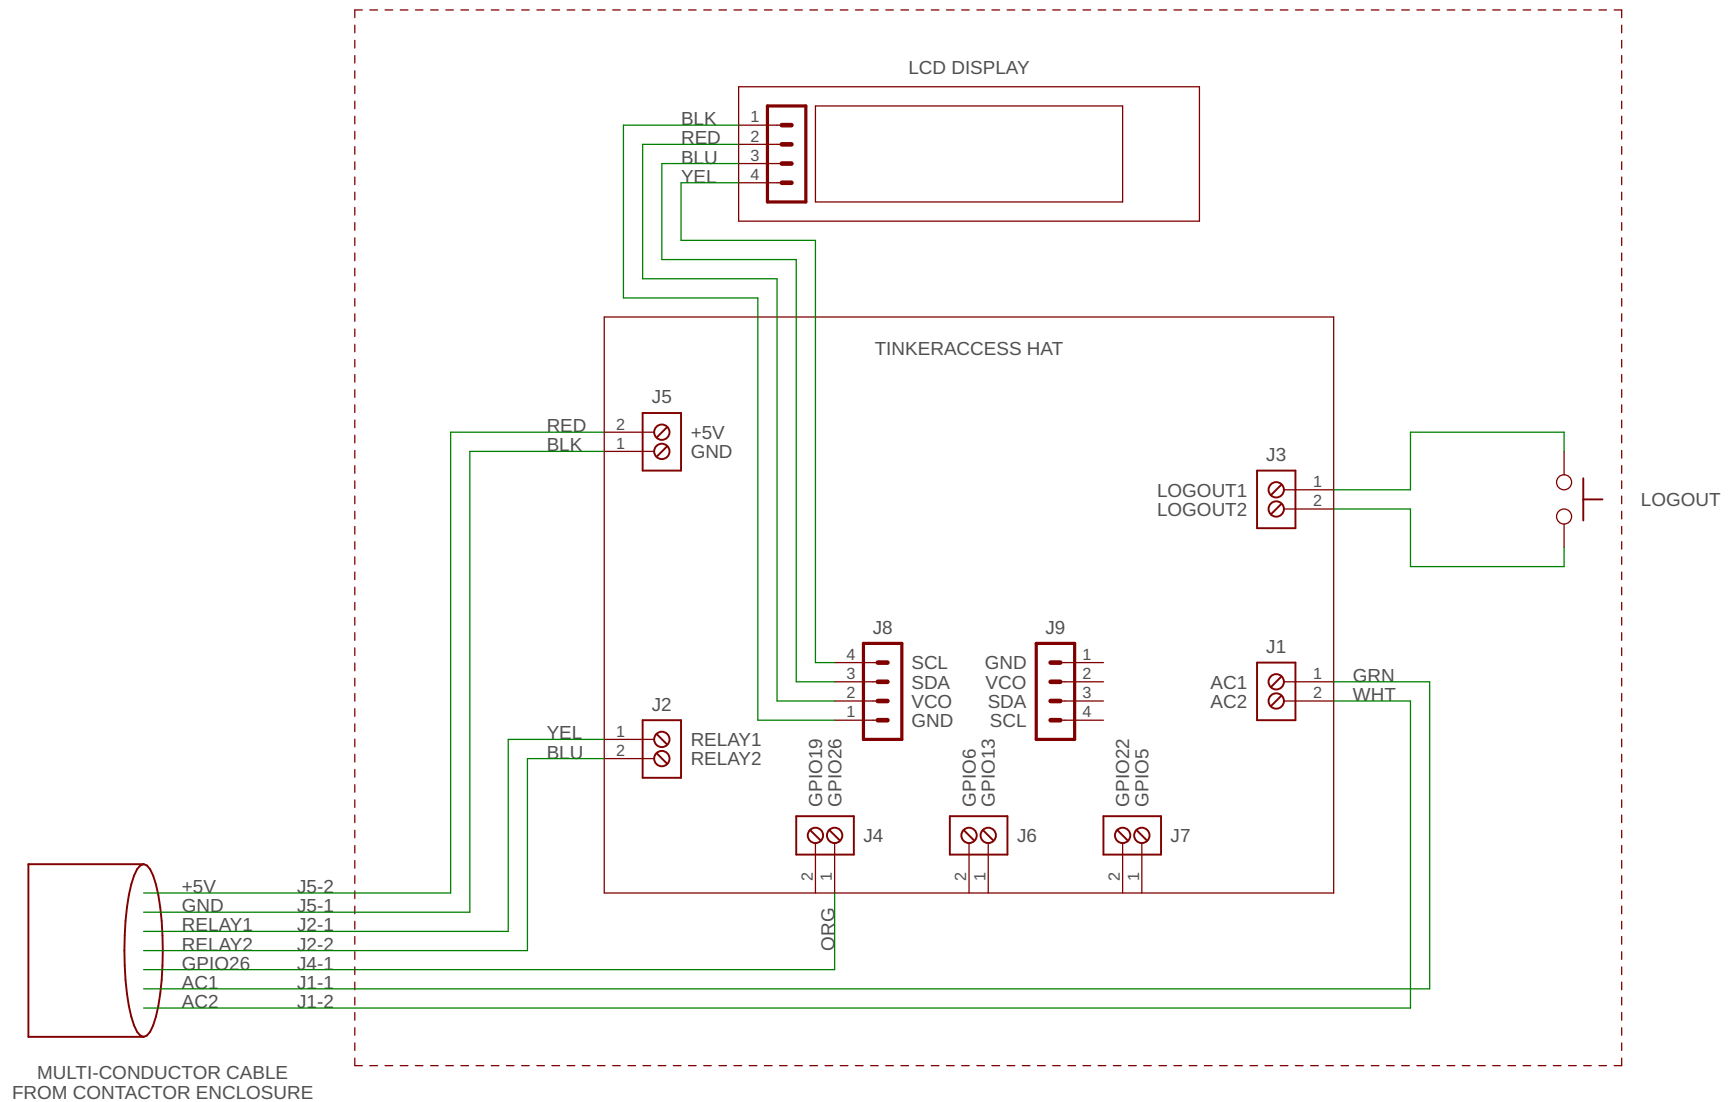 LCD DISPLAY
BLK 1
RED 2
BLU 3
YEL 4
TINKERACCESS HAT
J5
RED 2 +5V
BLK 1 GND
J3
LOGOUT1 1
LOGOUT2 2
LOGOUT
J8
4 SCL
3 SDA
2 VCO
1 GND
J9
GND 1
VCO 2
SDA 3
SCL 4
J1
AC1 1 GRN
AC2 2 WHT
J2
YEL 1 RELAY1
BLU 2 RELAY2
GPIO19
GPIO26
J4
2
1
ORG
GPIO6
GPIO13
J6
2
1
GPIO22
GPIO5
J7
2
1
+5V J5-2
GND J5-1
RELAY1 J2-1
RELAY2 J2-2
GPIO26 J4-1
AC1 J1-1
AC2 J1-2
MULTI-CONDUCTOR CABLE
FROM CONTACTOR ENCLOSURE